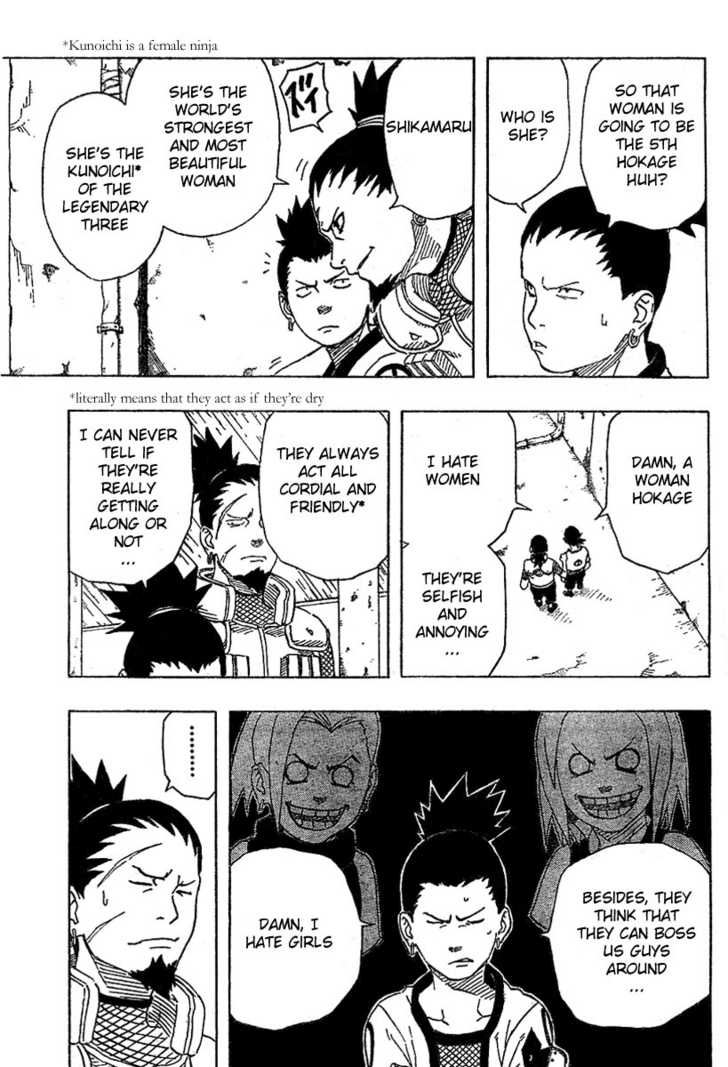 *Kunoichi is a female ninja
SO THAT
WOMAN IS
GOING TO BE
THE 5TH
HOKAGE
HUH?
WHO IS
SHE?
SHIKAMARU
ズイ
SHE'S THE
WORLD'S
STRONGEST
AND MOST
BEAUTIFUL
WOMAN
SHE'S THE
KUNOICHI*
OF THE
LEGENDARY
THREE
*literally means that they act as if they're dry
DAMN, A
WOMAN
HOKAGE
I HATE
WOMEN
THEY'RE
SELFISH
AND
ANNOYING
...
THEY ALWAYS
ACT ALL
CORDIAL AND
FRIENDLY*
I CAN NEVER
TELL IF
THEY'RE
REALLY
GETTING
ALONG OR
NOT
...
BESIDES, THEY
THINK THAT
THEY CAN BOSS
US GUYS
AROUND
...
DAMN, I
HATE GIRLS
........